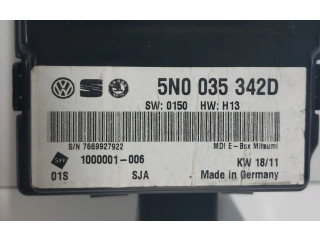 5N0 035 342D
SW: 0150 HW: H13
S/N 7669927922
MDI E-Box Mitsumi
1000001-006
KW 18/11
01S SJA Made in Germany